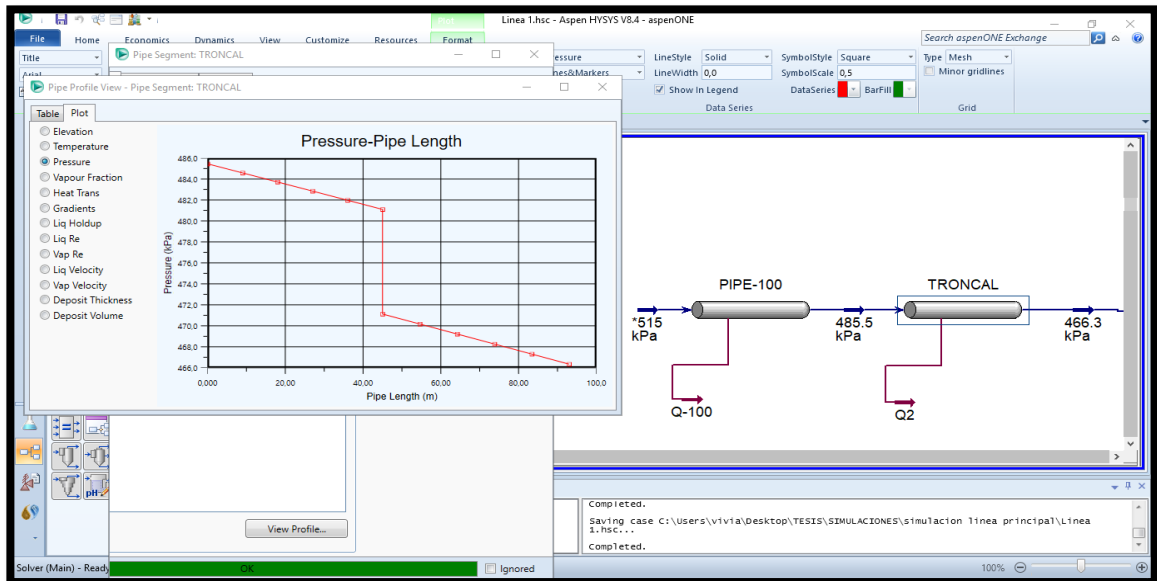 Plot
Linea 1.hsc - Aspen HYSYS V8.4 - aspenONE
File Home Economics Dynamics View Customize Resources Format
Search aspenONE Exchange
Title
Pipe Segment: TRONCAL
essure LineStyle Solid SymbolStyle Square Type Mesh
Arial
nes&Markers LineWidth 0,0 SymbolScale 0,5 Minor gridlines
Pipe Profile View - Pipe Segment: TRONCAL
Show In Legend DataSeries BarFill
Data Series Grid
Table Plot
Elevation
Temperature
Pressure
Vapour Fraction
Heat Trans
Gradients
Liq Holdup
Liq Re
Vap Re
Liq Velocity
Vap Velocity
Deposit Thickness
Deposit Volume
Pressure-Pipe Length
Pressure (kPa)
486,0
484,0
482,0
480,0
478,0
476,0
474,0
472,0
470,0
468,0
466,0
0,000 20,00 40,00 60,00 80,00 100,0
Pipe Length (m)
PIPE-100 TRONCAL
*515
kPa
485.5
kPa
466.3
kPa
Q-100 Q2
pH
View Profile...
Completed.
Saving case C:\Users\vivia\Desktop\TESIS\SIMULACIONES\simulacion linea principal\Linea
1.hsc...
Completed.
Solver (Main) - Ready OK Ignored 100%